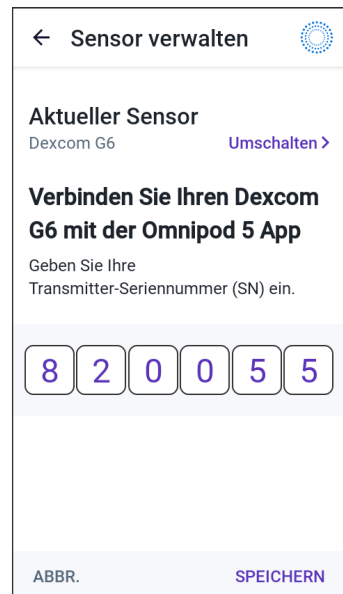 Sensor verwalten
Aktueller Sensor
Dexcom G6
Umschalten
Verbinden Sie Ihren Dexcom
G6 mit der Omnipod 5 App
Geben Sie Ihre
Transmitter-Seriennummer (SN) ein.
8 2 0 0 5 5
ABBR. SPEICHERN